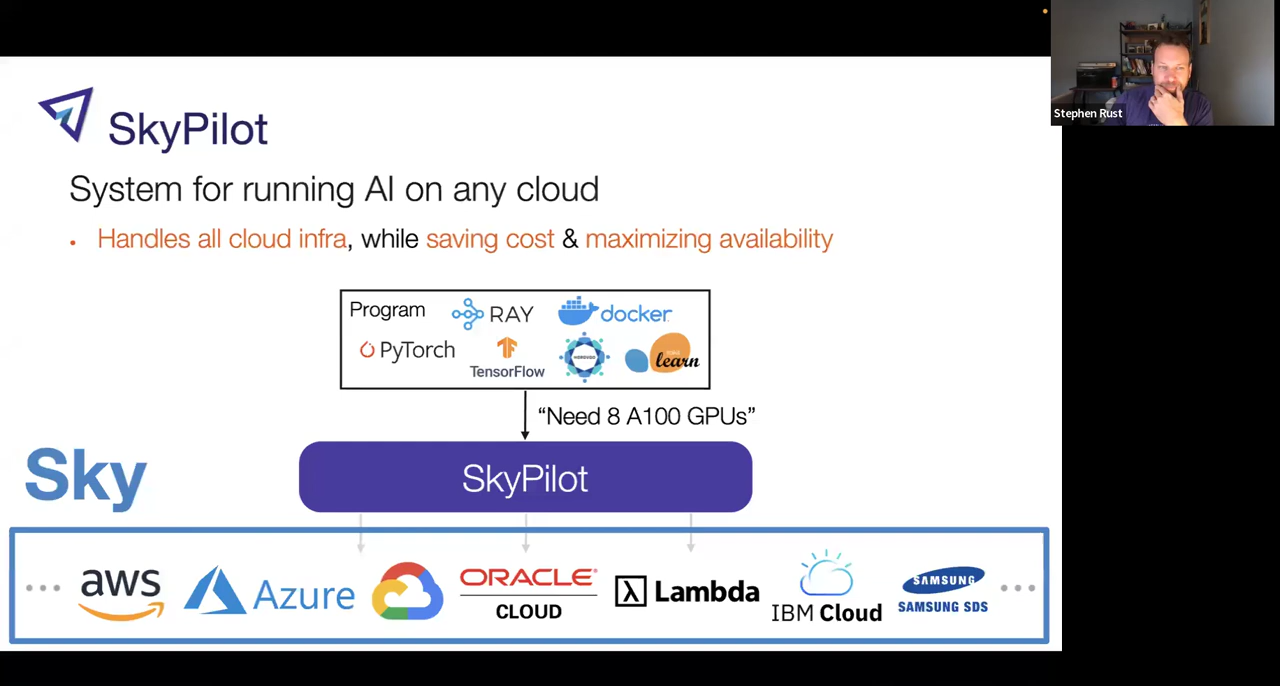 SkyPilot
System for running AI on any cloud
• Handles all cloud infra, while saving cost & maximizing availability
Program
RAY
docker
PyTorch
TensorFlow
HOROVOD
learn
"Need 8 A100 GPUs"
SkyPilot
Sky
... aws Azure ORACLE CLOUD λ Lambda IBM Cloud SAMSUNG SAMSUNG SDS ...
Stephen Rust